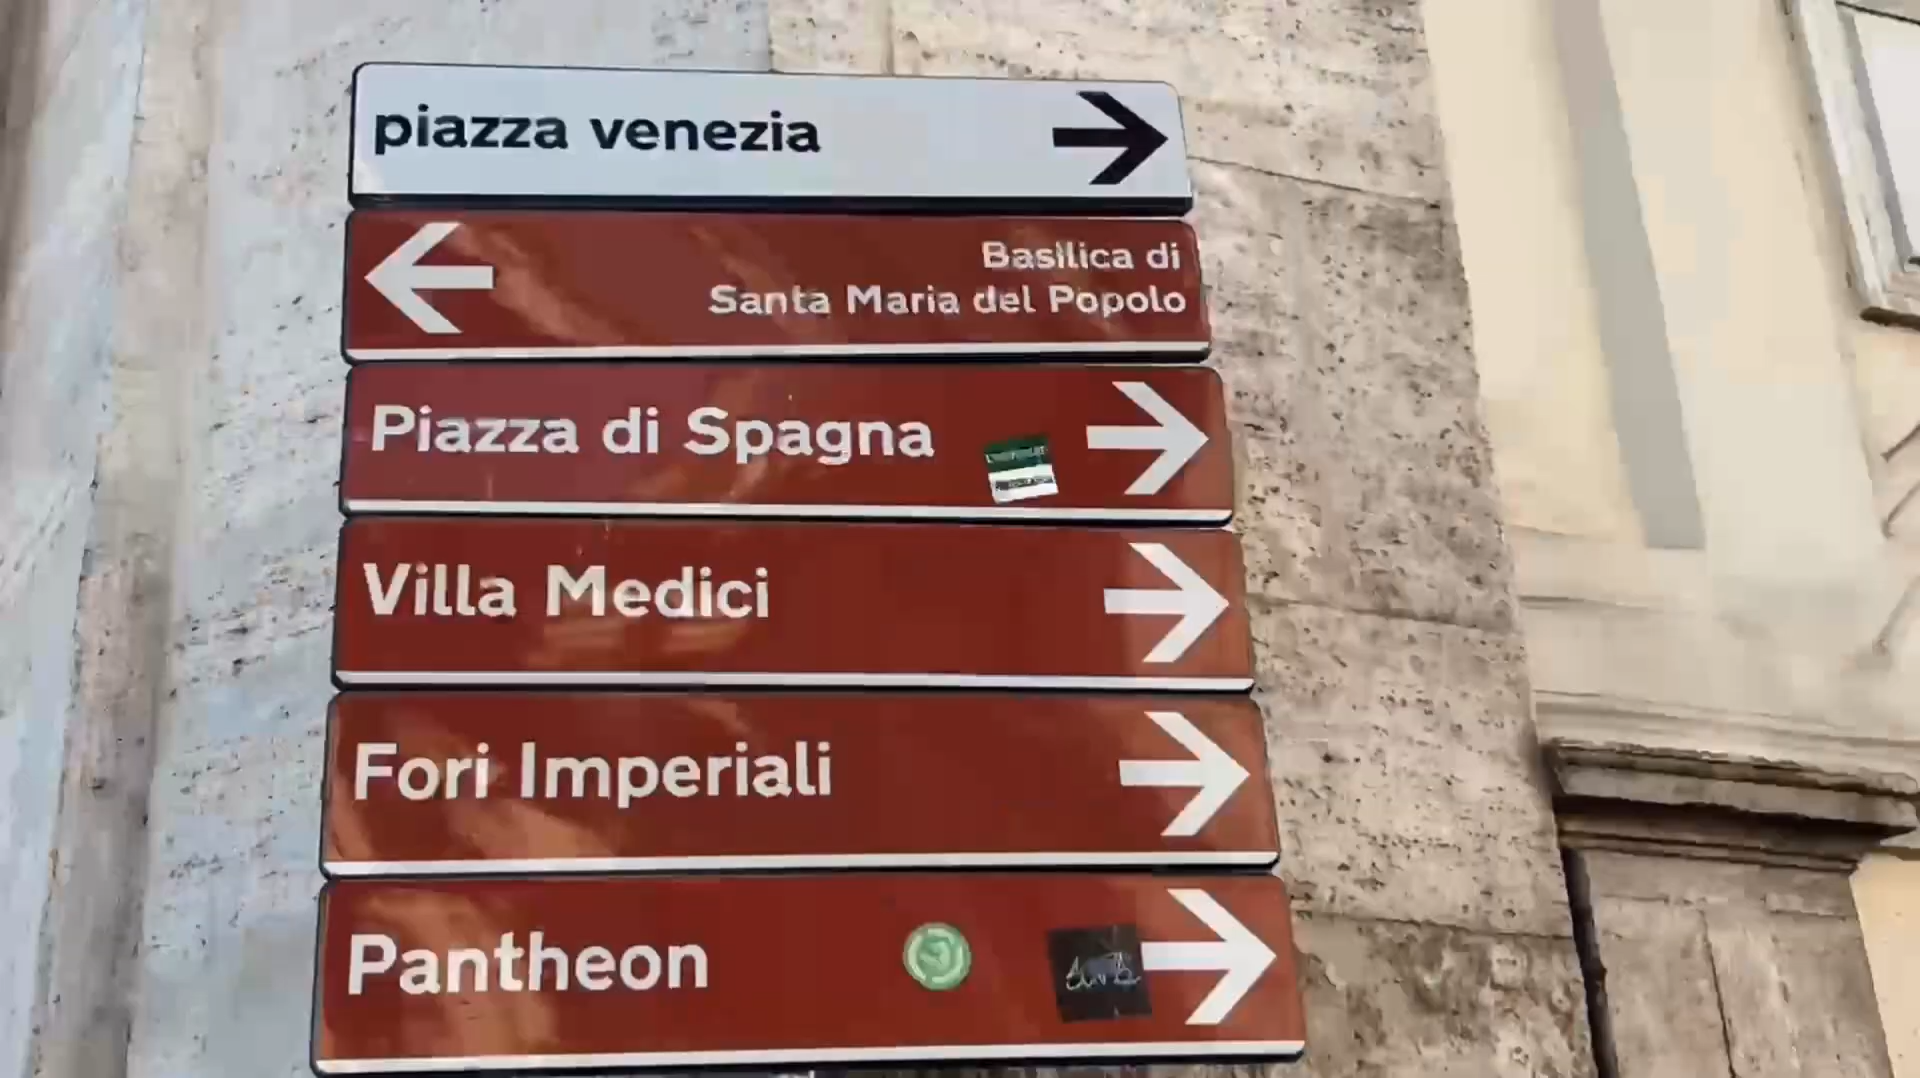 piazza venezia
Basilica di
Santa Maria del Popolo
Piazza di Spagna
Villa Medici
Fori Imperiali
Pantheon